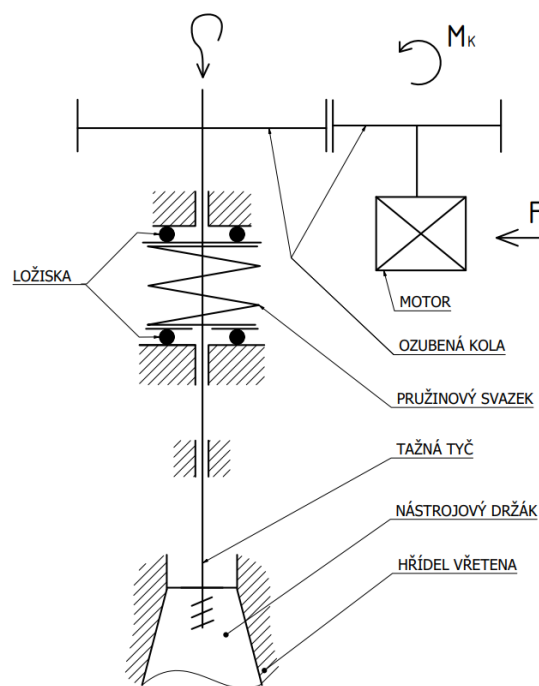 M K
F
LOŽISKA
MOTOR
OZUBENÁ KOLA
PRUŽINOVÝ SVAZEK
TAŽNÁ TYČ
NÁSTROJOVÝ DRŽÁK
HŘÍDEL VŘETENA